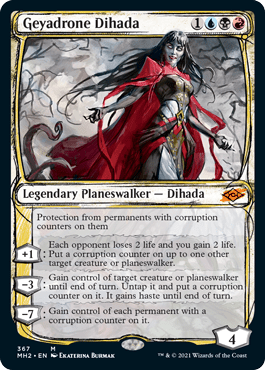 Geyadrone Dihada 1
Legendary Planeswalker — Dihada
Protection from permanents with corruption
counters on them
+1: Each opponent loses 2 life and you gain 2 life.
Put a corruption counter on up to one other
target creature or planeswalker.
-3: Gain control of target creature or planeswalker
until end of turn. Untap it and put a corruption
counter on it. It gains haste until end of turn.
-7: Gain control of each permanent with a
corruption counter on it.
4
367 M
MH2 • EN EKATERINA BURMAK
™ & © 2021 Wizards of the Coast